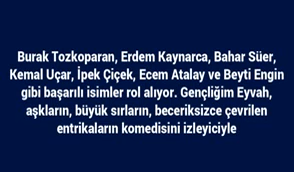 Burak Tozkoparan, Erdem Kaynarca, Bahar Süer,
Kemal Uçar, İpek Çiçek, Ecem Atalay ve Beyti Engin
gibi başarılı isimler rol alıyor. Gençliğim Eyvah,
aşkların, büyük sırların, beceriksizce çevrilen
entrikaların komedisini izleyiciyle